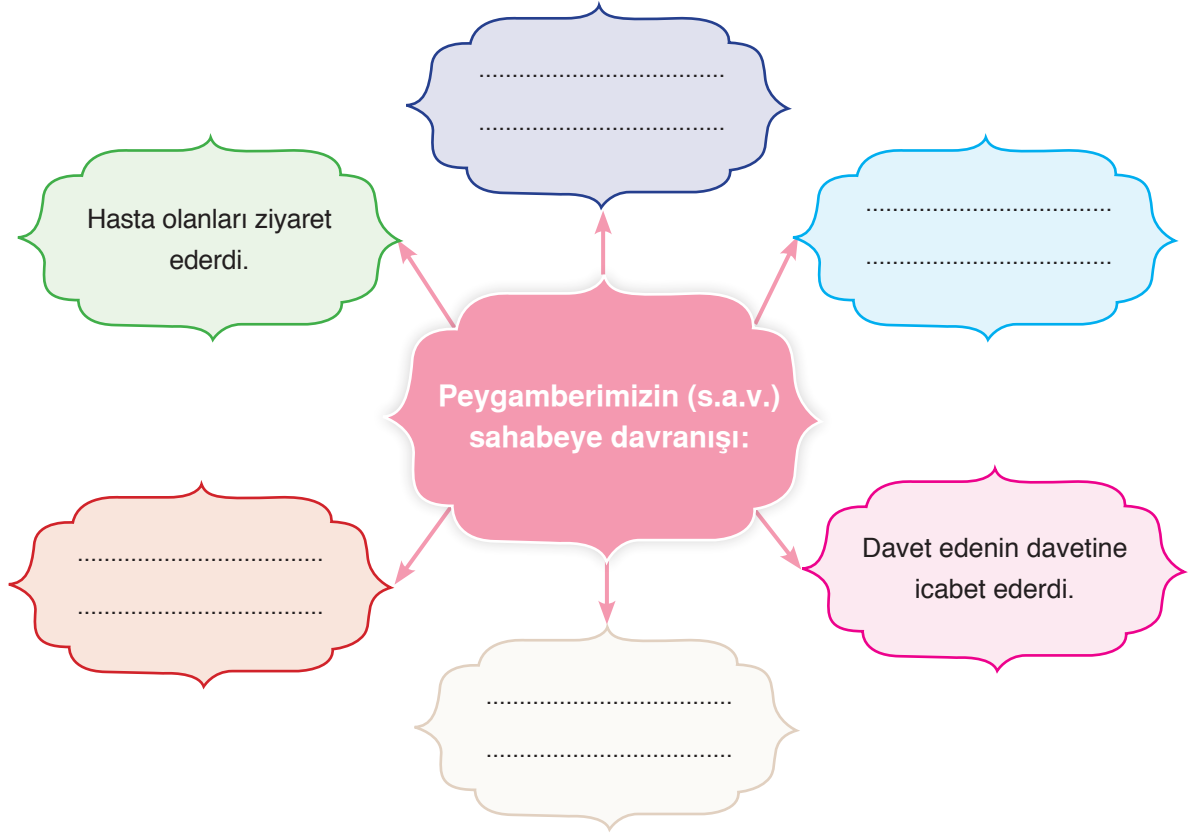 ..................................
..................................
Hasta olanları ziyaret
ederdi.
..................................
..................................
Peygamberimizin (s.a.v.)
sahabeye davranışı:
..................................
..................................
Davet edenin davetine
icabet ederdi.
..................................
..................................